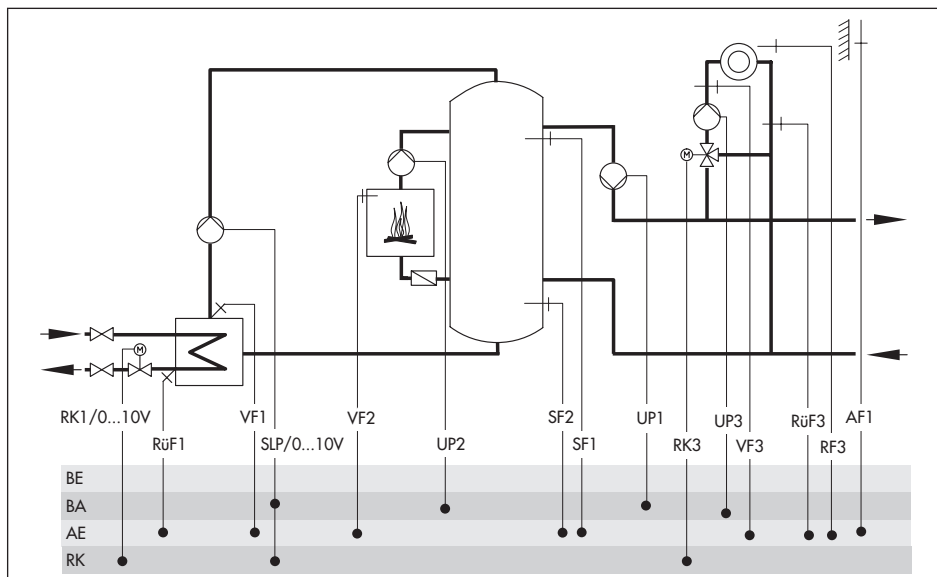 M
M
RK1/0...10V
VF1
VF2
SF2
UP1
UP3
RüF3
AF1
RüF1
SLP/0...10V
UP2
SF1
RK3
VF3
RF3
BE
BA
AE
RK